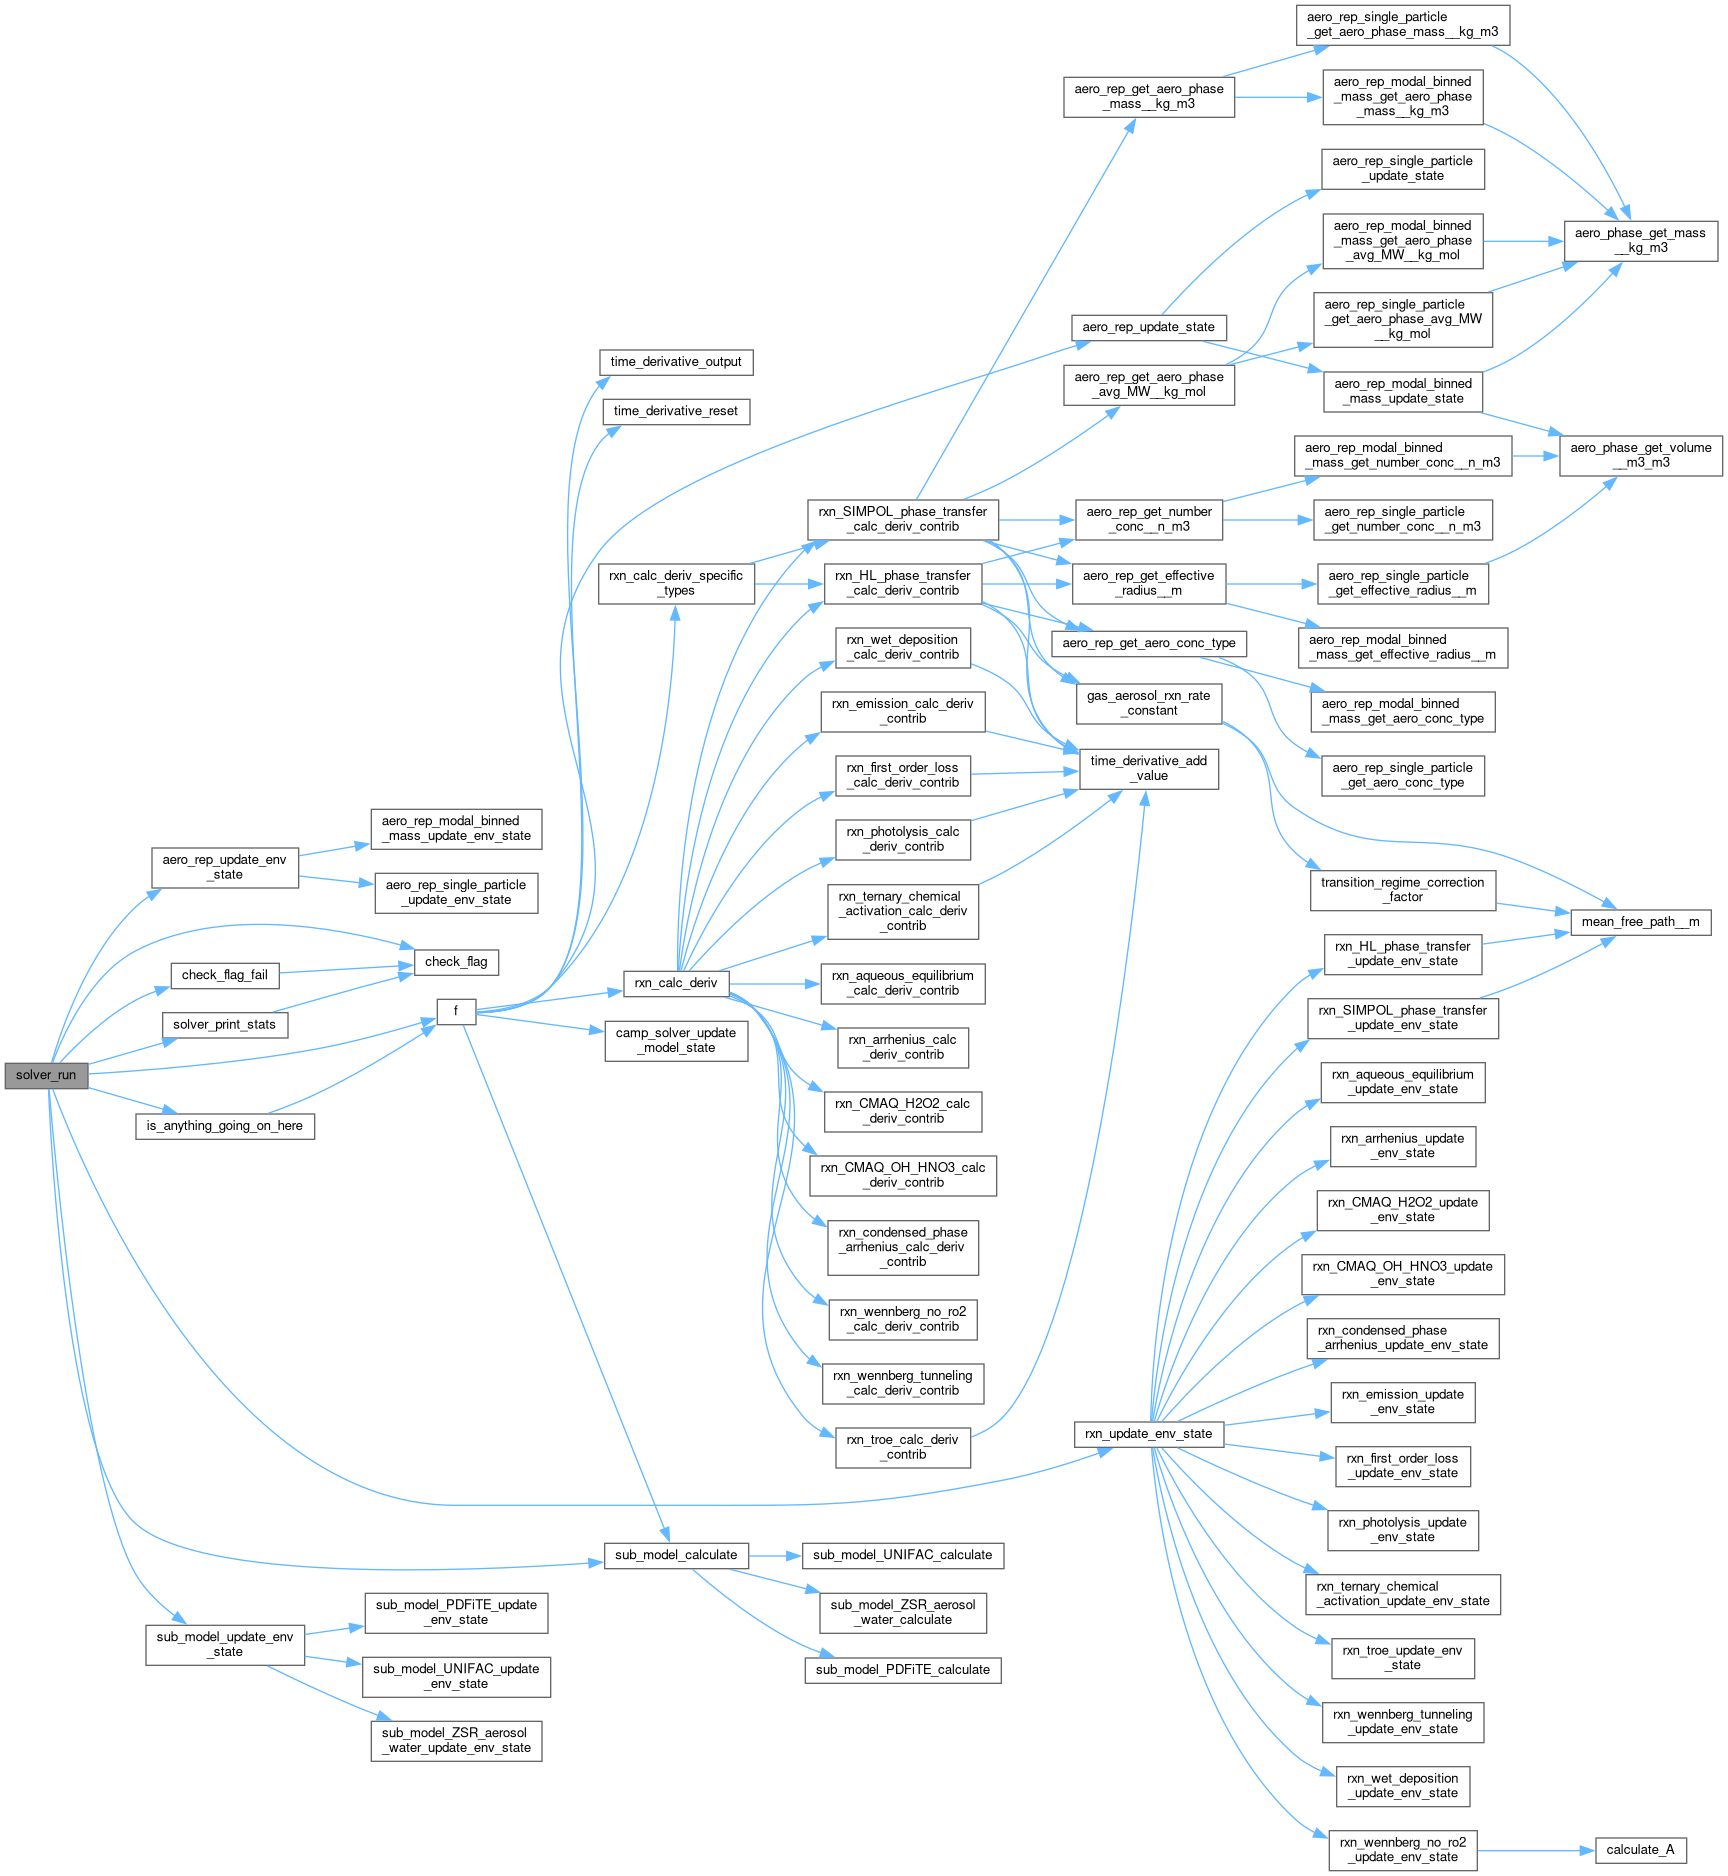 solver_run
aero_rep_update_env
_state
check_flag_fail
solver_print_stats
is_anything_going_on_here
sub_model_update_env
_state
aero_rep_modal_binned
_mass_update_env_state
aero_rep_single_particle
_update_env_state
check_flag
f
sub_model_PDFiTE_update
_env_state
sub_model_UNIFAC_update
_env_state
sub_model_ZSR_aerosol
_water_update_env_state
time_derivative_output
time_derivative_reset
rxn_calc_deriv_specific
_types
rxn_calc_deriv
camp_solver_update
_model_state
sub_model_calculate
rxn_SIMPOL_phase_transfer
_calc_deriv_contrib
rxn_HL_phase_transfer
_calc_deriv_contrib
rxn_wet_deposition
_calc_deriv_contrib
rxn_emission_calc_deriv
_contrib
rxn_first_order_loss
_calc_deriv_contrib
rxn_photolysis_calc
_deriv_contrib
rxn_ternary_chemical
_activation_calc_deriv
_contrib
rxn_aqueous_equilibrium
_calc_deriv_contrib
rxn_arrhenius_calc
_deriv_contrib
rxn_CMAQ_H2O2_calc
_deriv_contrib
rxn_CMAQ_OH_HNO3_calc
_deriv_contrib
rxn_condensed_phase
_arrhenius_calc_deriv
_contrib
rxn_wennberg_no_ro2
_calc_deriv_contrib
rxn_wennberg_tunneling
_calc_deriv_contrib
rxn_troe_calc_deriv
_contrib
sub_model_UNIFAC_calculate
sub_model_ZSR_aerosol
_water_calculate
sub_model_PDFiTE_calculate
aero_rep_get_aero_phase
_mass__kg_m3
aero_rep_update_state
aero_rep_get_aero_phase
_avg_MW__kg_mol
aero_rep_get_number
_conc__n_m3
aero_rep_get_effective
_radius__m
aero_rep_get_aero_conc_type
gas_aerosol_rxn_rate
_constant
time_derivative_add
_value
rxn_update_env_state
aero_rep_single_particle
_get_aero_phase_mass__kg_m3
aero_rep_modal_binned
_mass_get_aero_phase
_mass__kg_m3
aero_rep_single_particle
_update_state
aero_rep_modal_binned
_mass_get_aero_phase
_avg_MW__kg_mol
aero_rep_single_particle
_get_aero_phase_avg_MW
__kg_mol
aero_rep_modal_binned
_mass_update_state
aero_rep_modal_binned
_mass_get_number_conc__n_m3
aero_rep_single_particle
_get_number_conc__n_m3
aero_rep_single_particle
_get_effective_radius__m
aero_rep_modal_binned
_mass_get_effective_radius__m
aero_rep_modal_binned
_mass_get_aero_conc_type
aero_rep_single_particle
_get_aero_conc_type
transition_regime_correction
_factor
rxn_HL_phase_transfer
_update_env_state
rxn_SIMPOL_phase_transfer
_update_env_state
rxn_aqueous_equilibrium
_update_env_state
rxn_arrhenius_update
_env_state
rxn_CMAQ_H2O2_update
_env_state
rxn_CMAQ_OH_HNO3_update
_env_state
rxn_condensed_phase
_arrhenius_update_env_state
rxn_emission_update
_env_state
rxn_first_order_loss
_update_env_state
rxn_photolysis_update
_env_state
rxn_ternary_chemical
_activation_update_env_state
rxn_troe_update_env
_state
rxn_wennberg_tunneling
_update_env_state
rxn_wet_deposition
_update_env_state
rxn_wennberg_no_ro2
_update_env_state
aero_phase_get_mass
__kg_m3
aero_phase_get_volume
__m3_m3
mean_free_path__m
calculate_A